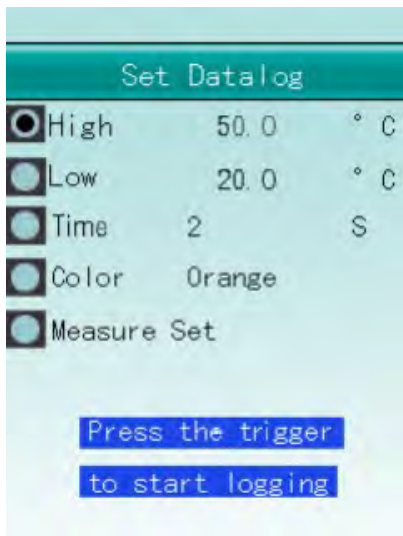 Set Datalog
High 50.0 ° C
Low 20.0 ° C
Time 2 S
Color Orange
Measure Set
Press the trigger
to start logging